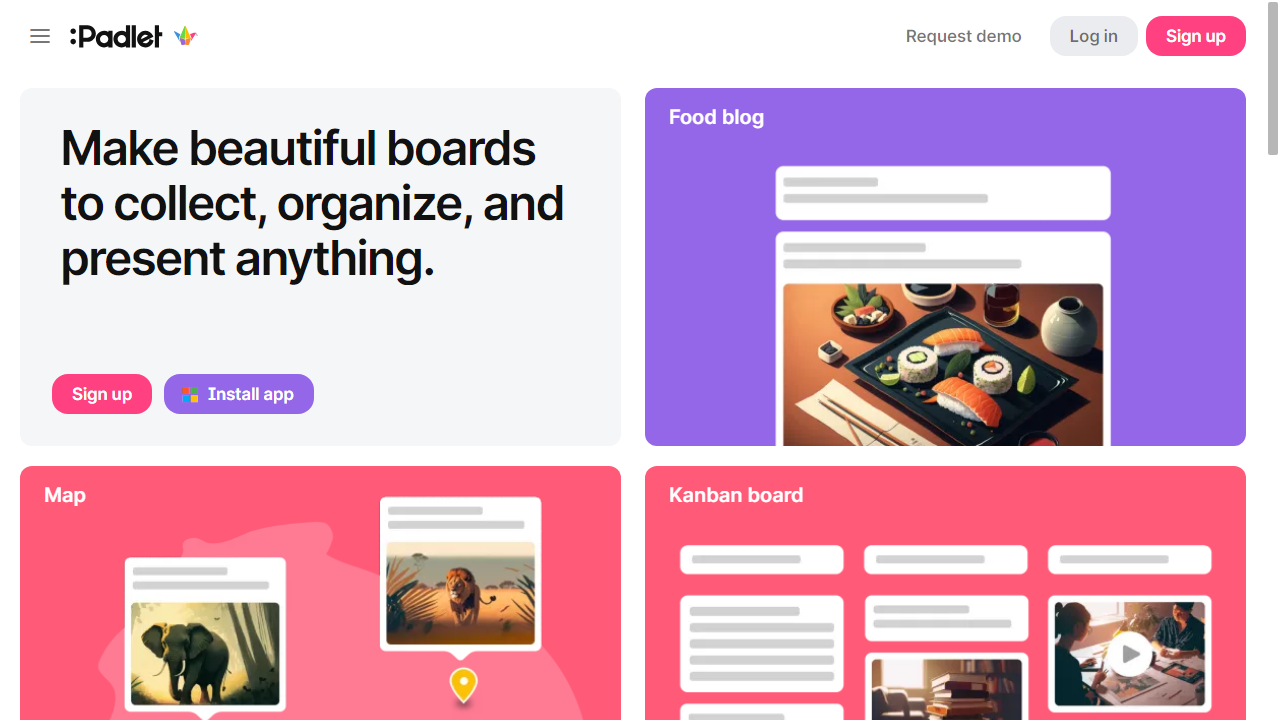 :Padlet
Request demo
Log in
Sign up
Make beautiful boards
to collect, organize, and
present anything.
Sign up
Install app
Food blog
Map
Kanban board